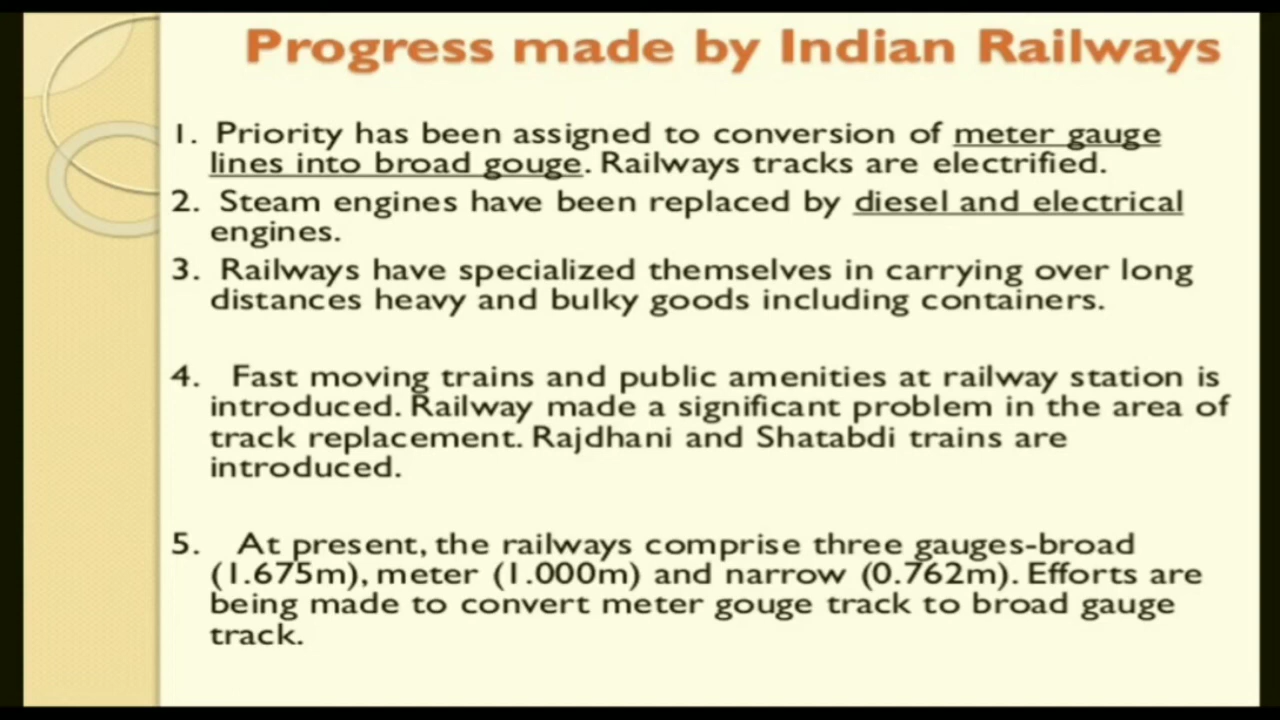 Progress made by Indian Railways
1. Priority has been assigned to conversion of meter gauge
lines into broad gouge. Railways tracks are electrified.
2. Steam engines have been replaced by diesel and electrical
engines.
3. Railways have specialized themselves in carrying over long
distances heavy and bulky goods including containers.
4. Fast moving trains and public amenities at railway station is
introduced. Railway made a significant problem in the area of
track replacement. Rajdhani and Shatabdi trains are
introduced.
5. At present, the railways comprise three gauges-broad
(1.675m), meter (1.000m) and narrow (0.762m). Efforts are
being made to convert meter gouge track to broad gauge
track.